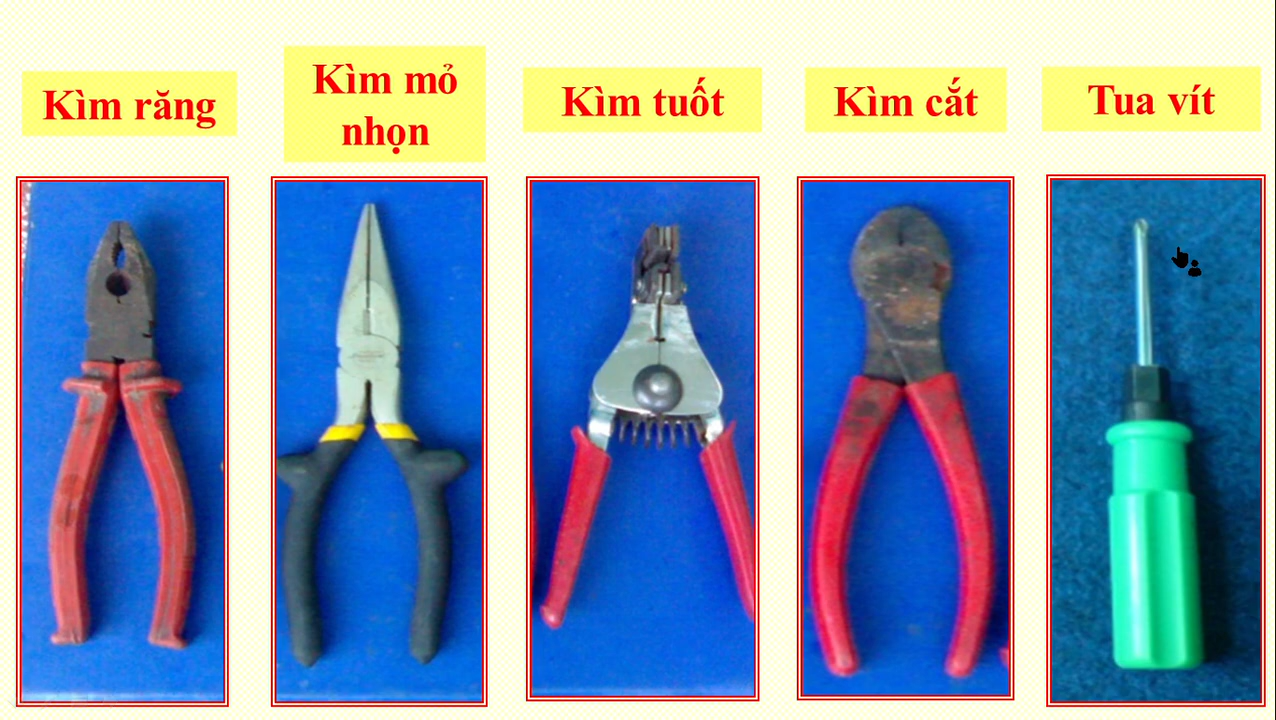 Kìm răng
Kìm mỏ
nhọn
Kìm tuốt
Kìm cắt
Tua vít